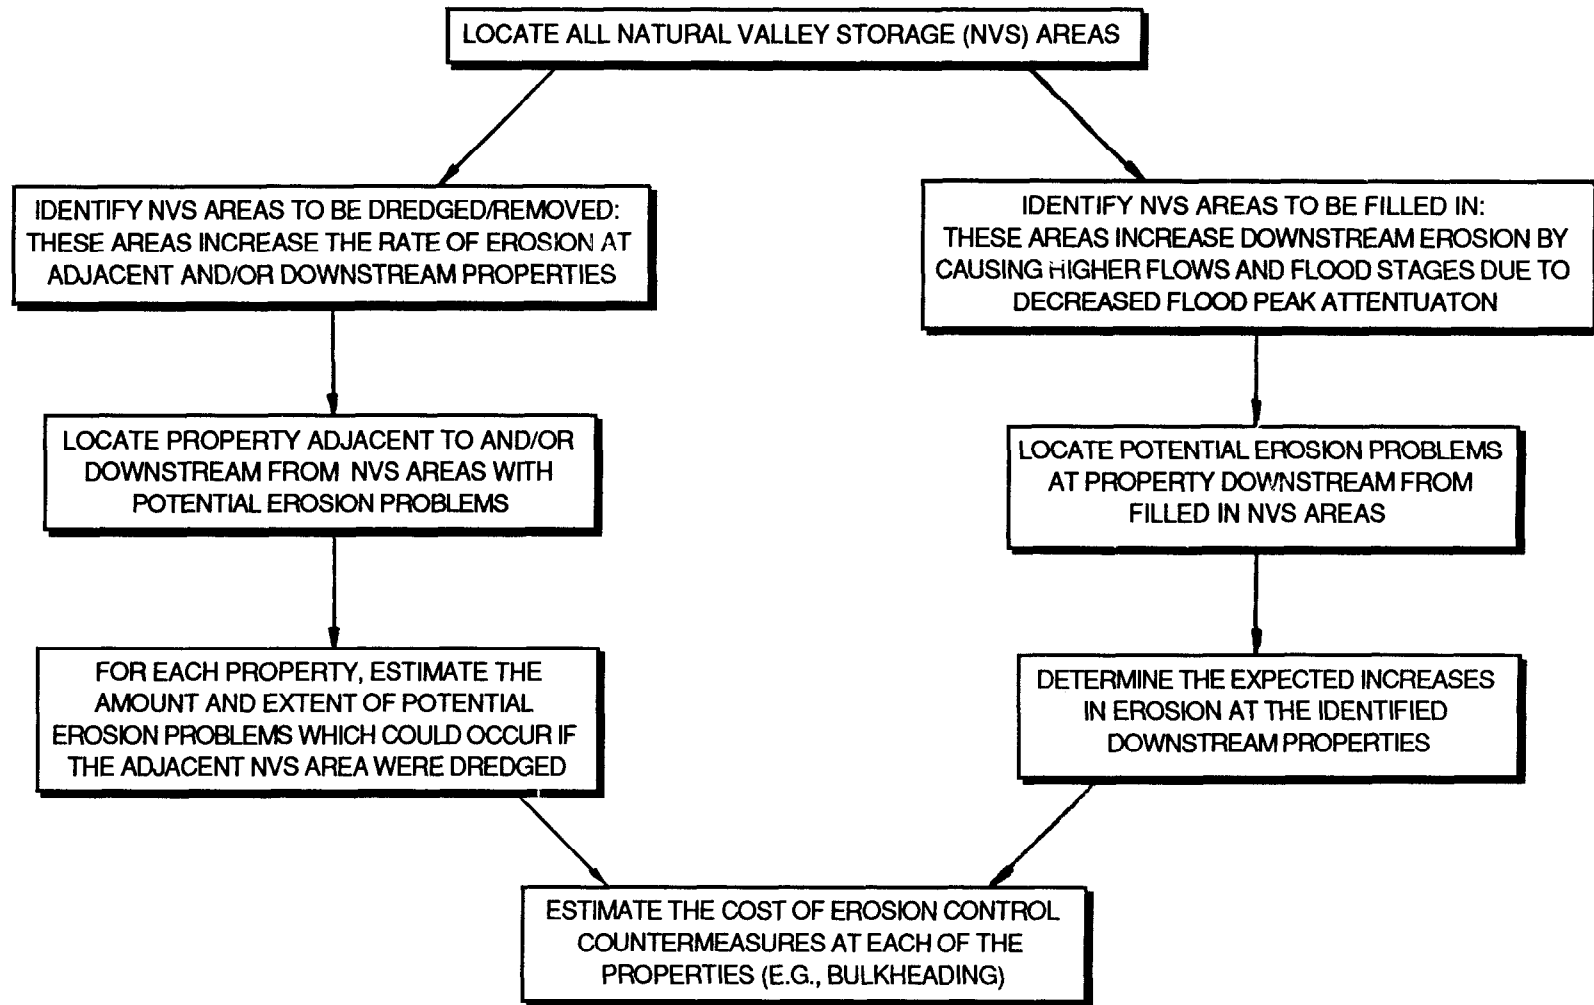 LOCATE ALL NATURAL VALLEY STORAGE (NVS) AREAS
IDENTIFY NVS AREAS TO BE DREDGED/REMOVED:
THESE AREAS INCREASE THE RATE OF EROSION AT
ADJACENT AND/OR DOWNSTREAM PROPERTIES
LOCATE PROPERTY ADJACENT TO AND/OR
DOWNSTREAM FROM NVS AREAS WITH
POTENTIAL EROSION PROBLEMS
FOR EACH PROPERTY, ESTIMATE THE
AMOUNT AND EXTENT OF POTENTIAL
EROSION PROBLEMS WHICH COULD OCCUR IF
THE ADJACENT NVS AREA WERE DREDGED
IDENTIFY NVS AREAS TO BE FILLED IN:
THESE AREAS INCREASE DOWNSTREAM EROSION BY
CAUSING HIGHER FLOWS AND FLOOD STAGES DUE TO
DECREASED FLOOD PEAK ATTENTUATON
LOCATE POTENTIAL EROSION PROBLEMS
AT PROPERTY DOWNSTREAM FROM
FILLED IN NVS AREAS
DETERMINE THE EXPECTED INCREASES
IN EROSION AT THE IDENTIFIED
DOWNSTREAM PROPERTIES
ESTIMATE THE COST OF EROSION CONTROL
COUNTERMEASURES AT EACH OF THE
PROPERTIES (E.G., BULKHEADING)